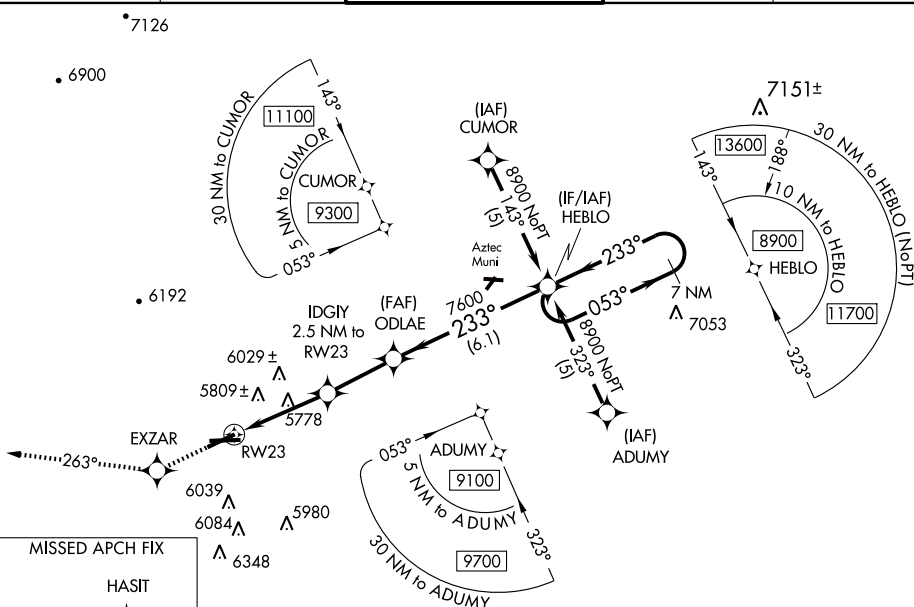 7126
6900
7151±
(IAF)
CUMOR
143°
11100
30 NM to CUMOR
5 NM to CUMOR
CUMOR
9300
053°
8900 NoPT
143°
(5)
(IF/IAF)
HEBLO
13600
143°
188°
30 NM to HEBLO (NoPT)
10 NM to HEBLO
8900
HEBLO
11700
323°
Aztec
Muni
233°
053°
7 NM
7053
6192
IDGIY
2.5 NM to
RW23
(FAF)
ODLAE
7600
233°
(6.1)
8900 NoPT
323°
(5)
6029±
5809±
5778
(IAF)
ADUMY
EXZAR
RW23
263°
053°
ADUMY
9100
5 NM to ADUMY
323°
9700
30 NM to ADUMY
6039
6084
5980
6348
MISSED APCH FIX
HASIT